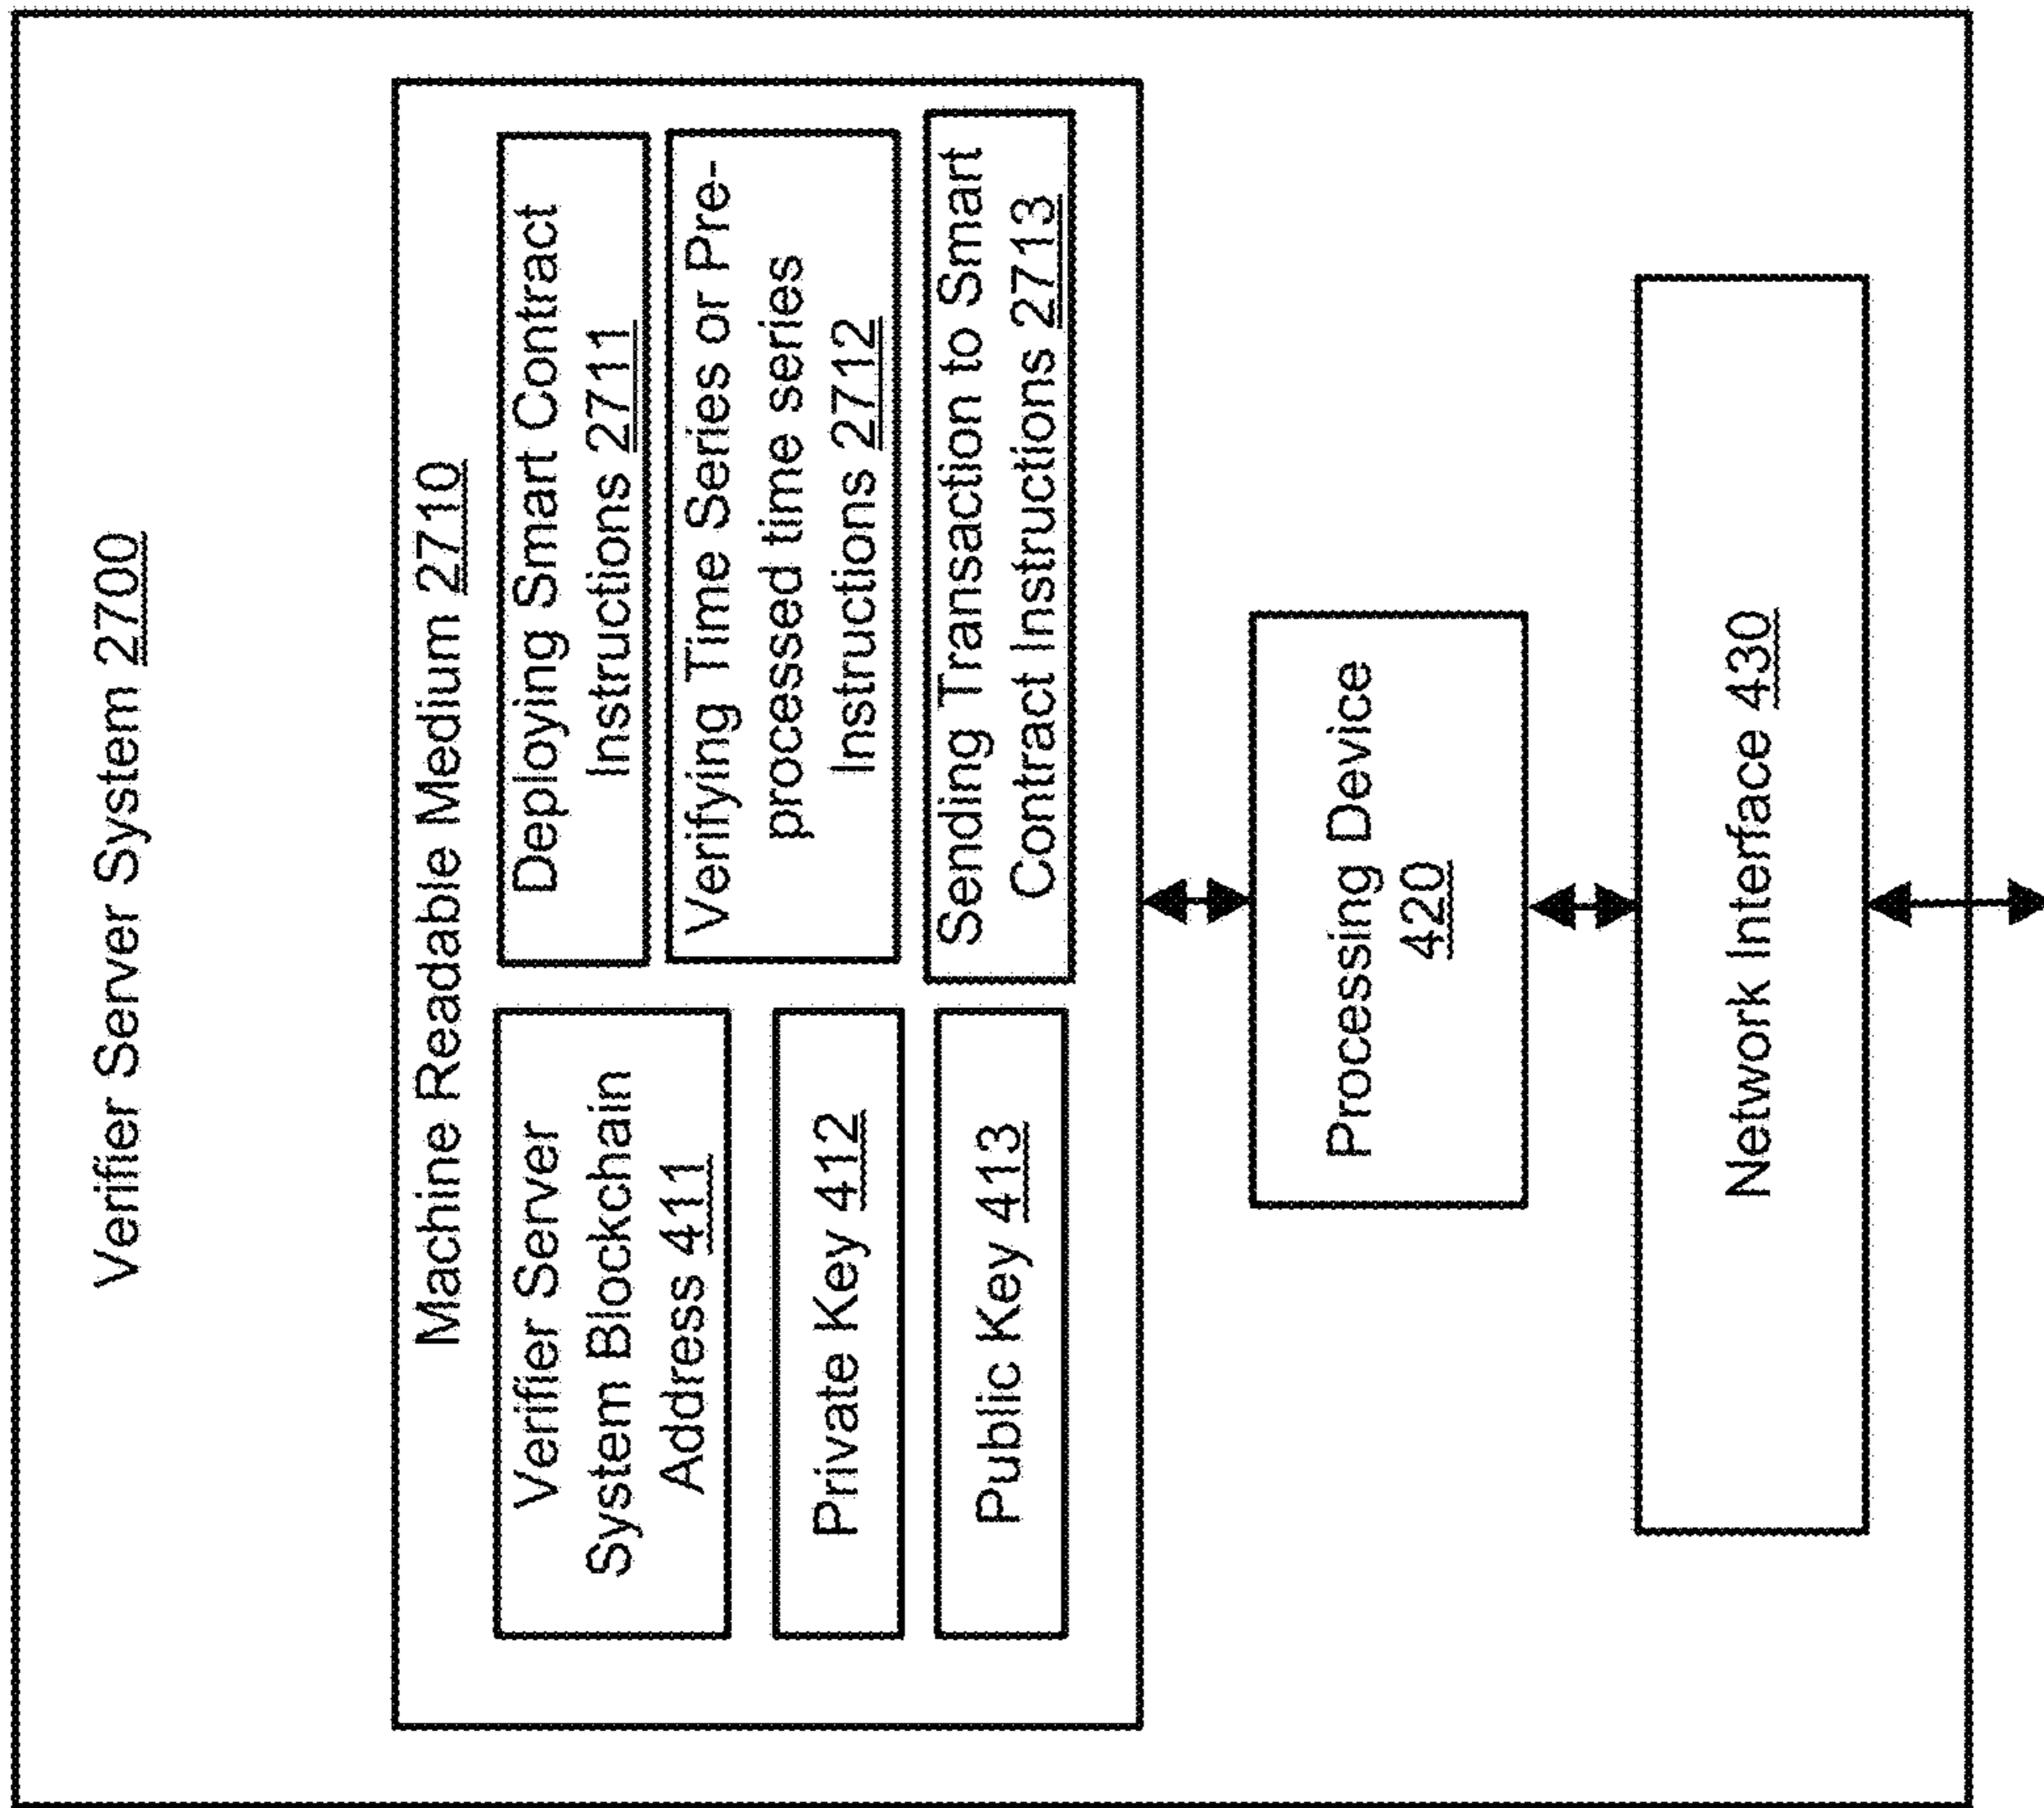 Verifier Server System 2700
Machine Readable Medium 2710
Verifier Server
System Blockchain
Address 411
Private Key 412
Public Key 413
Deploying Smart Contract
Instructions 2711
Verifying Time Series or Pre-
processed time series
Instructions 2712
Sending Transaction to Smart
Contract Instructions 2713
Processing Device
420
Network Interface 430